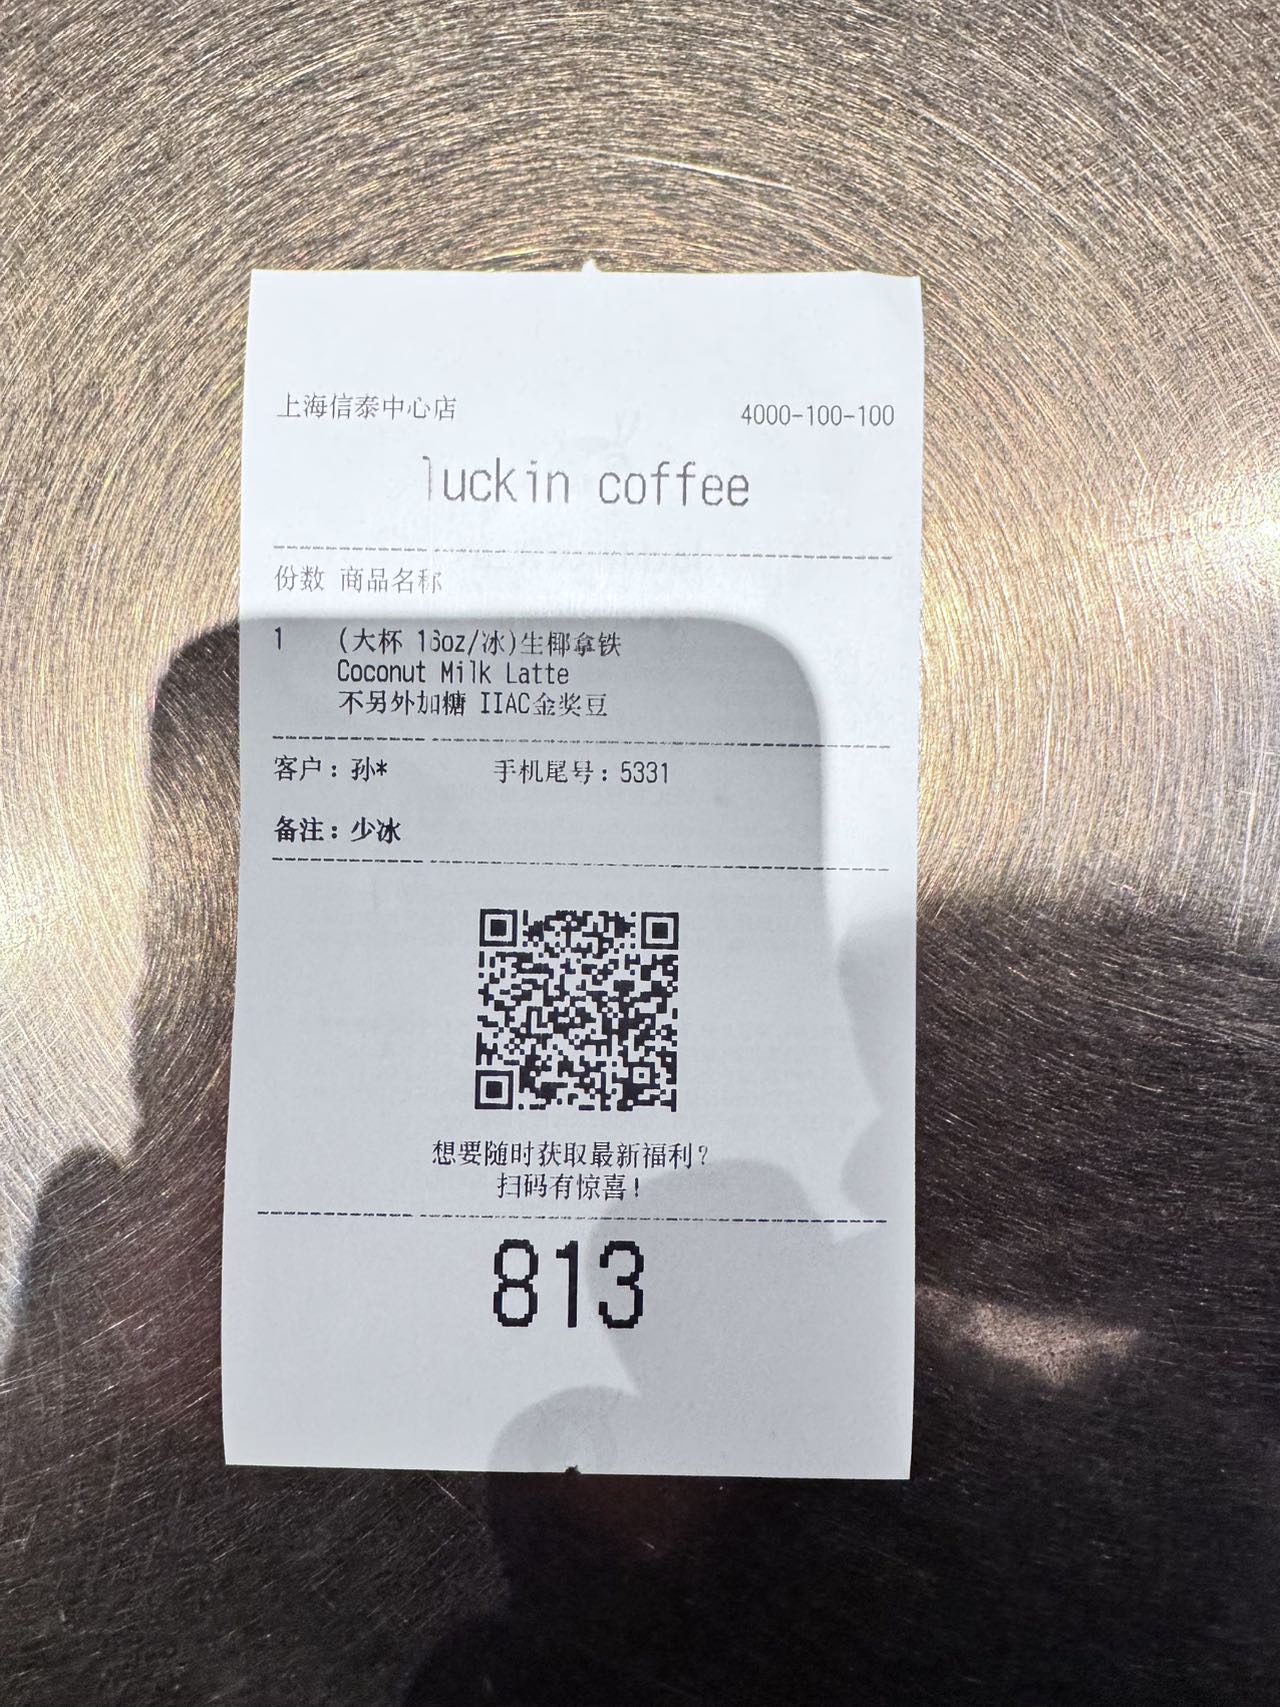 上海信泰中心店 4000-100-100
luckin coffee
份数 商品名称
1 (大杯 16oz/冰)生椰拿铁
Coconut Milk Latte
不另外加糖 IIAC金奖豆
客户：孙* 手机尾号：5331
备注：少冰
想要随时获取最新福利？
扫码有惊喜！
813